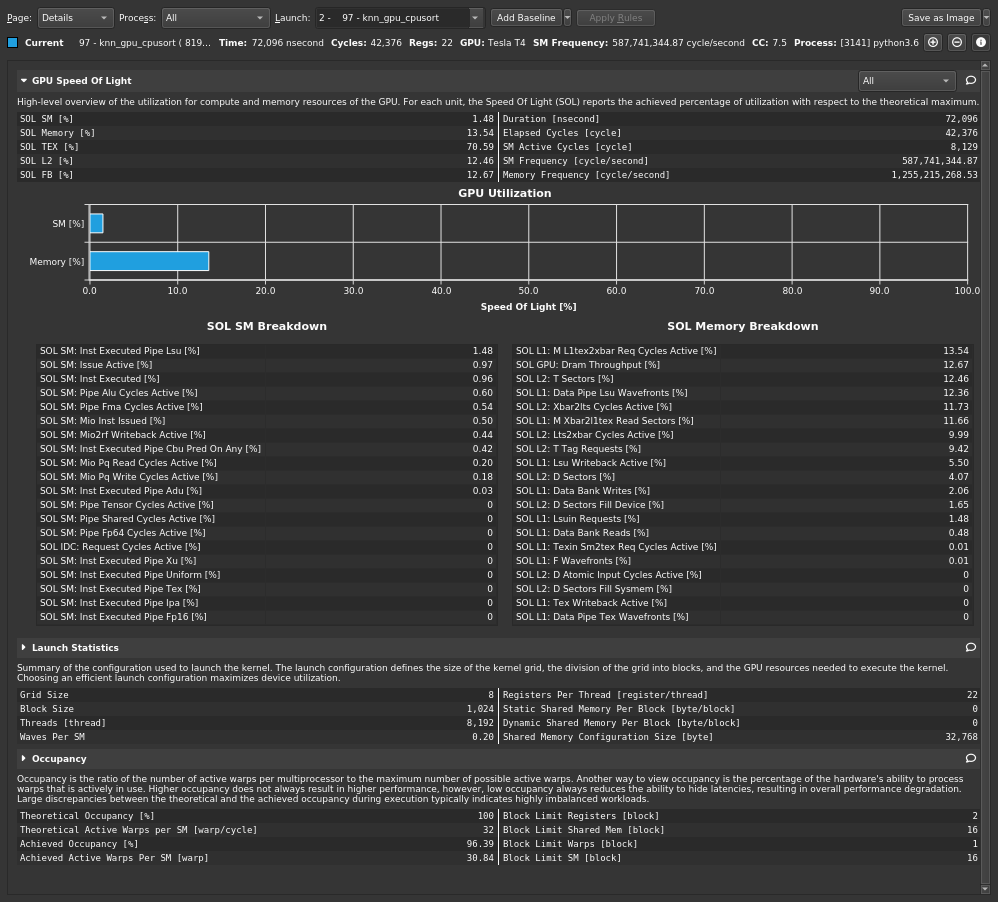 Page: Details Process: All Launch: 2 - 97 - knn_gpu_cpusort Add Baseline Apply Rules Save as Image
Current 97 - knn_gpu_cpusort ( 819... Time: 72,096 nsecond Cycles: 42,376 Regs: 22 GPU: Tesla T4 SM Frequency: 587,741,344.87 cycle/second CC: 7.5 Process: [3141] python3.6
GPU Speed Of Light All
High-level overview of the utilization for compute and memory resources of the GPU. For each unit, the Speed Of Light (SOL) reports the achieved percentage of utilization with respect to the theoretical maximum.
SOL SM [%] 1.48 Duration [nsecond] 72,096
SOL Memory [%] 13.54 Elapsed Cycles [cycle] 42,376
SOL TEX [%] 70.59 SM Active Cycles [cycle] 8,129
SOL L2 [%] 12.46 SM Frequency [cycle/second] 587,741,344.87
SOL FB [%] 12.67 Memory Frequency [cycle/second] 1,255,215,268.53
GPU Utilization
SM [%]
Memory [%]
0.0 10.0 20.0 30.0 40.0 50.0 60.0 70.0 80.0 90.0 100.0
Speed Of Light [%]
SOL SM Breakdown
SOL SM: Inst Executed Pipe Lsu [%] 1.48
SOL SM: Issue Active [%] 0.97
SOL SM: Inst Executed [%] 0.96
SOL SM: Pipe Alu Cycles Active [%] 0.60
SOL SM: Pipe Fma Cycles Active [%] 0.54
SOL SM: Mio Inst Issued [%] 0.50
SOL SM: Mio2rf Writeback Active [%] 0.44
SOL SM: Inst Executed Pipe Cbu Pred On Any [%] 0.42
SOL SM: Mio Pq Read Cycles Active [%] 0.20
SOL SM: Mio Pq Write Cycles Active [%] 0.18
SOL SM: Inst Executed Pipe Adu [%] 0.03
SOL SM: Pipe Tensor Cycles Active [%] 0
SOL SM: Pipe Shared Cycles Active [%] 0
SOL SM: Pipe Fp64 Cycles Active [%] 0
SOL IDC: Request Cycles Active [%] 0
SOL SM: Inst Executed Pipe Xu [%] 0
SOL SM: Inst Executed Pipe Uniform [%] 0
SOL SM: Inst Executed Pipe Tex [%] 0
SOL SM: Inst Executed Pipe Ipa [%] 0
SOL SM: Inst Executed Pipe Fp16 [%] 0
SOL Memory Breakdown
SOL L1: M L1tex2xbar Req Cycles Active [%] 13.54
SOL GPU: Dram Throughput [%] 12.67
SOL L2: T Sectors [%] 12.46
SOL L1: Data Pipe Lsu Wavefronts [%] 12.36
SOL L2: Xbar2lts Cycles Active [%] 11.73
SOL L1: M Xbar2l1tex Read Sectors [%] 11.66
SOL L2: Lts2xbar Cycles Active [%] 9.99
SOL L2: T Tag Requests [%] 9.42
SOL L1: Lsu Writeback Active [%] 5.50
SOL L2: D Sectors [%] 4.07
SOL L1: Data Bank Writes [%] 2.06
SOL L2: D Sectors Fill Device [%] 1.65
SOL L1: Lsuin Requests [%] 1.48
SOL L1: Data Bank Reads [%] 0.48
SOL L1: Texin Sm2tex Req Cycles Active [%] 0.01
SOL L1: F Wavefronts [%] 0.01
SOL L2: D Atomic Input Cycles Active [%] 0
SOL L2: D Sectors Fill Sysmem [%] 0
SOL L1: Tex Writeback Active [%] 0
SOL L1: Data Pipe Tex Wavefronts [%] 0
Launch Statistics
Summary of the configuration used to launch the kernel. The launch configuration defines the size of the kernel grid, the division of the grid into blocks, and the GPU resources needed to execute the kernel.
Choosing an efficient launch configuration maximizes device utilization.
Grid Size 8 Registers Per Thread [register/thread] 22
Block Size 1,024 Static Shared Memory Per Block [byte/block] 0
Threads [thread] 8,192 Dynamic Shared Memory Per Block [byte/block] 0
Waves Per SM 0.20 Shared Memory Configuration Size [byte] 32,768
Occupancy
Occupancy is the ratio of the number of active warps per multiprocessor to the maximum number of possible active warps. Another way to view occupancy is the percentage of the hardware's ability to process
warps that is actively in use. Higher occupancy does not always result in higher performance, however, low occupancy always reduces the ability to hide latencies, resulting in overall performance degradation.
Large discrepancies between the theoretical and the achieved occupancy during execution typically indicates highly imbalanced workloads.
Theoretical Occupancy [%] 100 Block Limit Registers [block] 2
Theoretical Active Warps per SM [warp/cycle] 32 Block Limit Shared Mem [block] 16
Achieved Occupancy [%] 96.39 Block Limit Warps [block] 1
Achieved Active Warps Per SM [warp] 30.84 Block Limit SM [block] 16